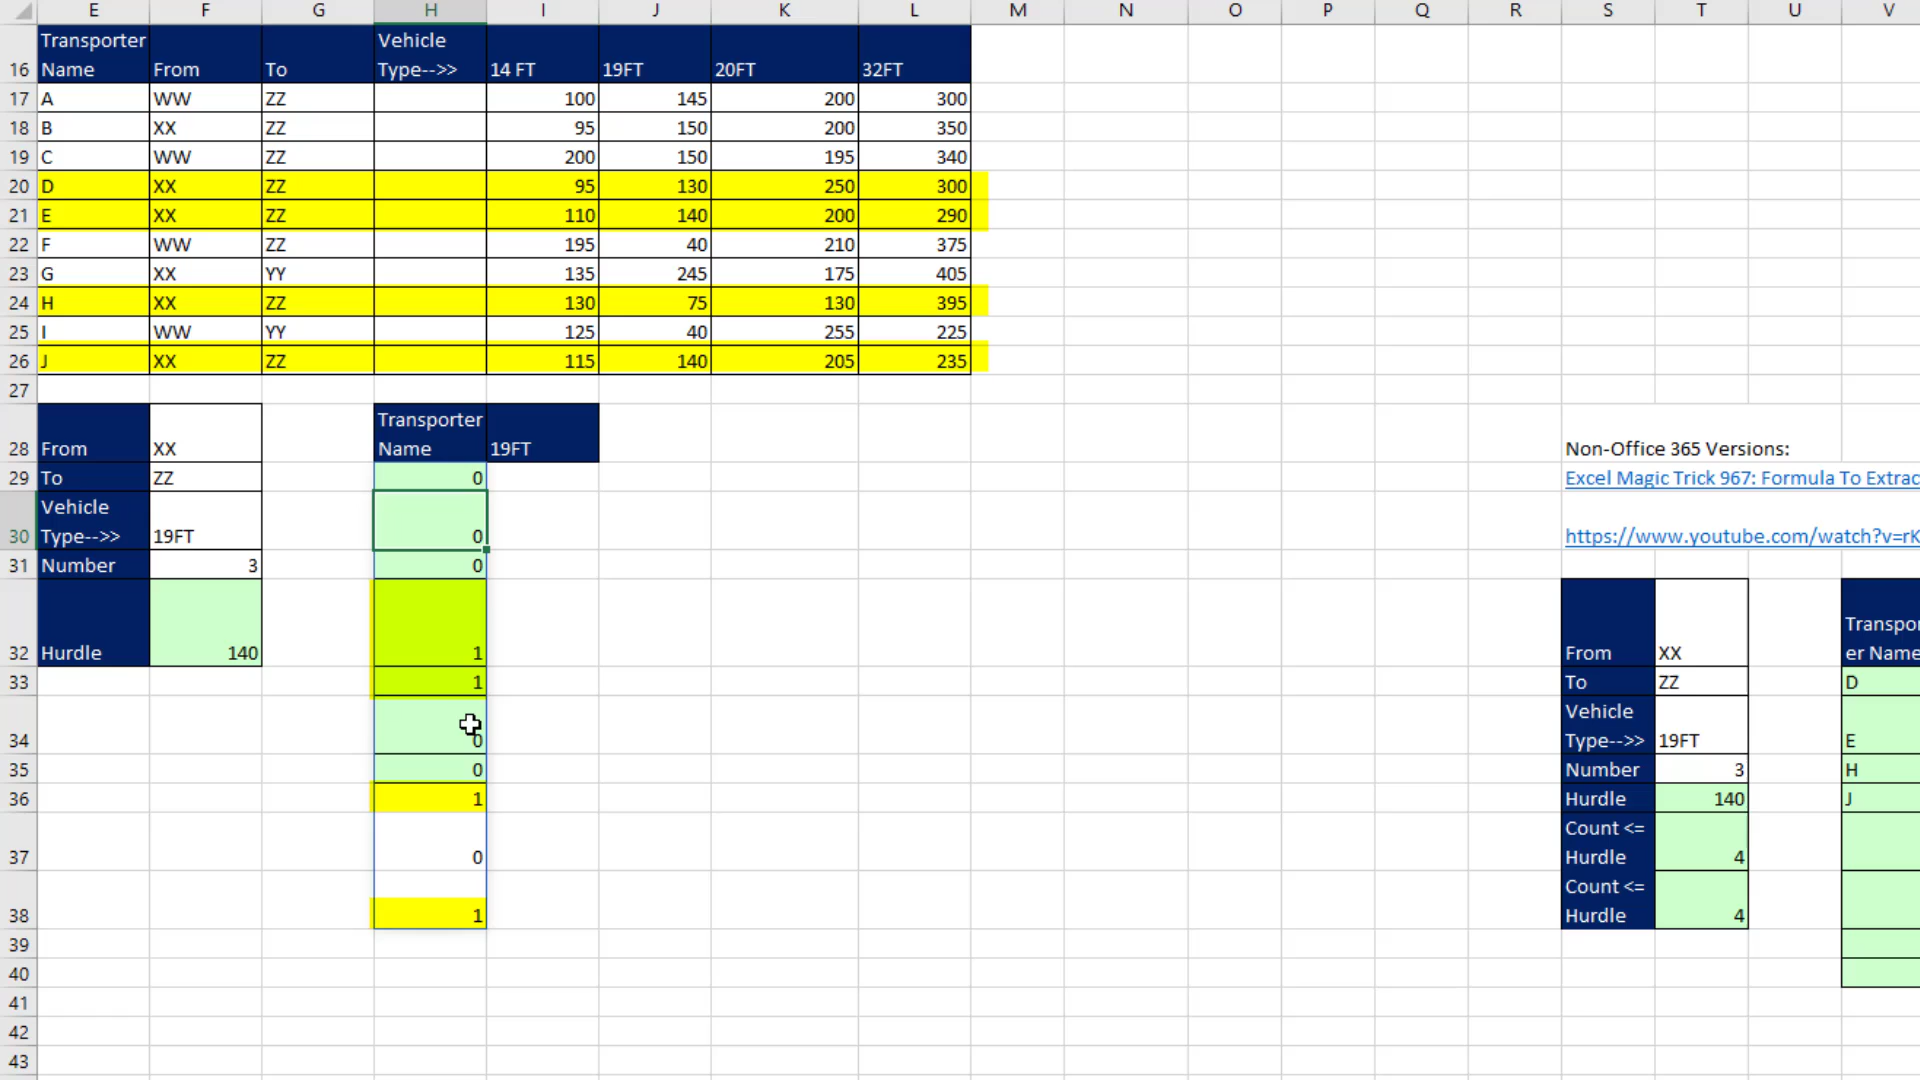 E F G H I J K L M N O P Q R S T U V
Transporter Vehicle
16 Name From To Type-->> 14 FT 19FT 20FT 32FT
17 A WW ZZ 100 145 200 300
18 B XX ZZ 95 150 200 350
19 C WW ZZ 200 150 195 340
20 D XX ZZ 95 130 250 300
21 E XX ZZ 110 140 200 290
22 F WW ZZ 195 40 210 375
23 G XX YY 135 245 175 405
24 H XX ZZ 130 75 130 395
25 I WW YY 125 40 255 225
26 J XX ZZ 115 140 205 235
27
Transporter
28 From XX Name 19FT Non-Office 365 Versions:
29 To ZZ 0 Excel Magic Trick 967: Formula To Extrac
Vehicle
30 Type-->> 19FT 0 https://www.youtube.com/watch?v=rK
31 Number 3 0
Transpor
32 Hurdle 140 1 From XX er Name
33 1 To ZZ D
Vehicle
34 0 Type-->> 19FT E
35 0 Number 3 H
36 1 Hurdle 140 J
Count <=
37 0 Hurdle 4
Count <=
38 1 Hurdle 4
39
40
41
42
43